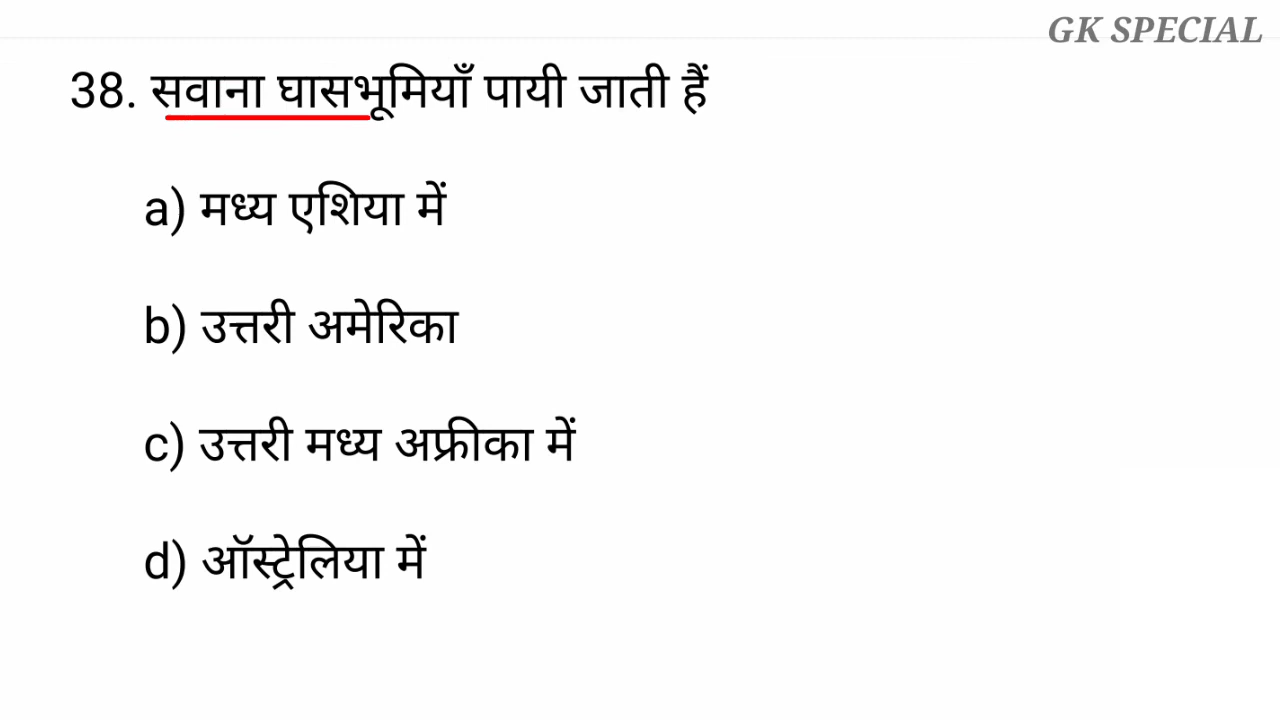 GK SPECIAL
38. सवाना घासभूमियाँ पायी जाती हैं
a) मध्य एशिया में
b) उत्तरी अमेरिका
c) उत्तरी मध्य अफ्रीका में
d) ऑस्ट्रेलिया में